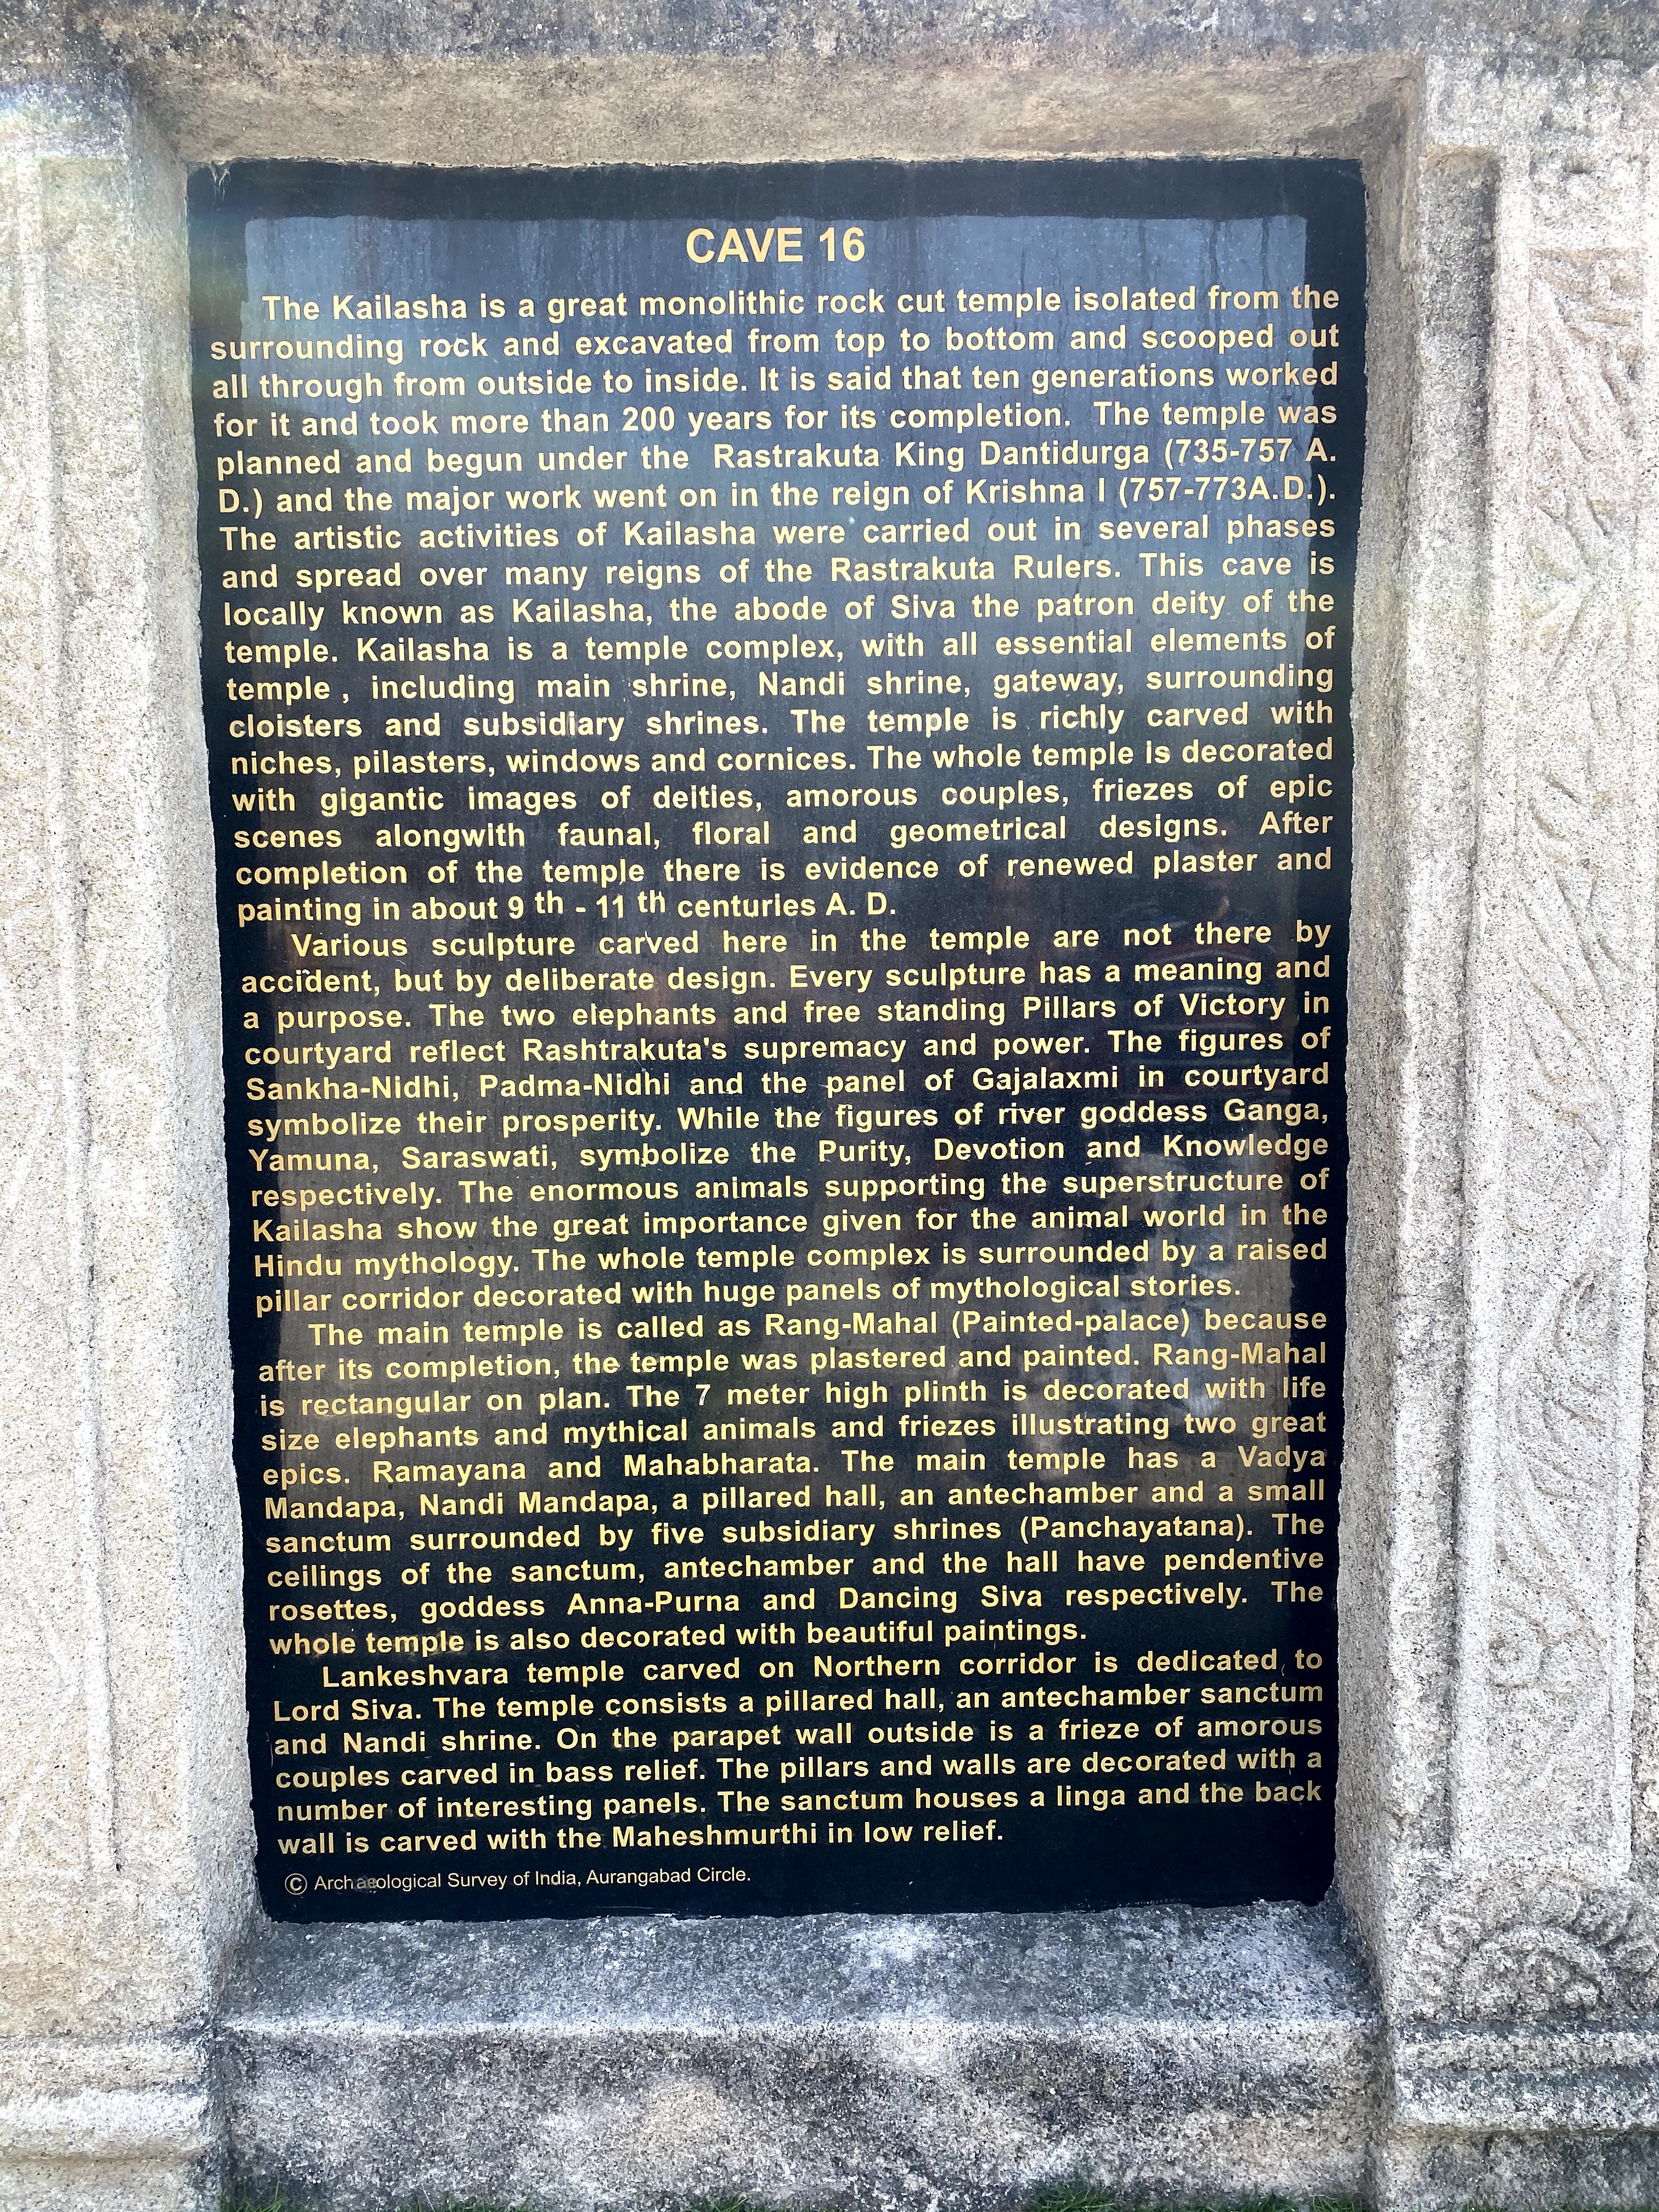 CAVE 16
The Kailasha is a great monolithic rock cut temple isolated from the
surrounding rock and excavated from top to bottom and scooped out
all through from outside to inside. It is said that ten generations worked
for it and took more than 200 years for its completion. The temple was
planned and begun under the Rastrakuta King Dantidurga (735-757 A.
D.) and the major work went on in the reign of Krishna I (757-773A.D.).
The artistic activities of Kailasha were carried out in several phases
and spread over many reigns of the Rastrakuta Rulers. This cave is
locally known as Kailasha, the abode of Siva the patron deity of the
temple. Kailasha is a temple complex, with all essential elements of
temple , including main shrine, Nandi shrine, gateway, surrounding
cloisters and subsidiary shrines. The temple is richly carved with
niches, pilasters, windows and cornices. The whole temple is decorated
with gigantic images of deities, amorous couples, friezes of epic
scenes alongwith faunal, floral and geometrical designs. After
completion of the temple there is evidence of renewed plaster and
painting in about 9 th - 11 th centuries A. D.
Various sculpture carved here in the temple are not there by
accident, but by deliberate design. Every sculpture has a meaning and
a purpose. The two elephants and free standing Pillars of Victory in
courtyard reflect Rashtrakuta's supremacy and power. The figures of
Sankha-Nidhi, Padma-Nidhi and the panel of Gajalaxmi in courtyard
symbolize their prosperity. While the figures of river goddess Ganga,
Yamuna, Saraswati, symbolize the Purity, Devotion and Knowledge
respectively. The enormous animals supporting the superstructure of
Kailasha show the great importance given for the animal world in the
Hindu mythology. The whole temple complex is surrounded by a raised
pillar corridor decorated with huge panels of mythological stories.
The main temple is called as Rang-Mahal (Painted-palace) because
after its completion, the temple was plastered and painted. Rang-Mahal
is rectangular on plan. The 7 meter high plinth is decorated with life
size elephants and mythical animals and friezes illustrating two great
epics. Ramayana and Mahabharata. The main temple has a Vadya
Mandapa, Nandi Mandapa, a pillared hall, an antechamber and a small
sanctum surrounded by five subsidiary shrines (Panchayatana). The
ceilings of the sanctum, antechamber and the hall have pendentive
rosettes, goddess Anna-Purna and Dancing Siva respectively. The
whole temple is also decorated with beautiful paintings.
Lankeshvara temple carved on Northern corridor is dedicated to
Lord Siva. The temple consists a pillared hall, an antechamber sanctum
and Nandi shrine. On the parapet wall outside is a frieze of amorous
couples carved in bass relief. The pillars and walls are decorated with a
number of interesting panels. The sanctum houses a linga and the back
wall is carved with the Maheshmurthi in low relief.
© Archaeological Survey of India, Aurangabad Circle.